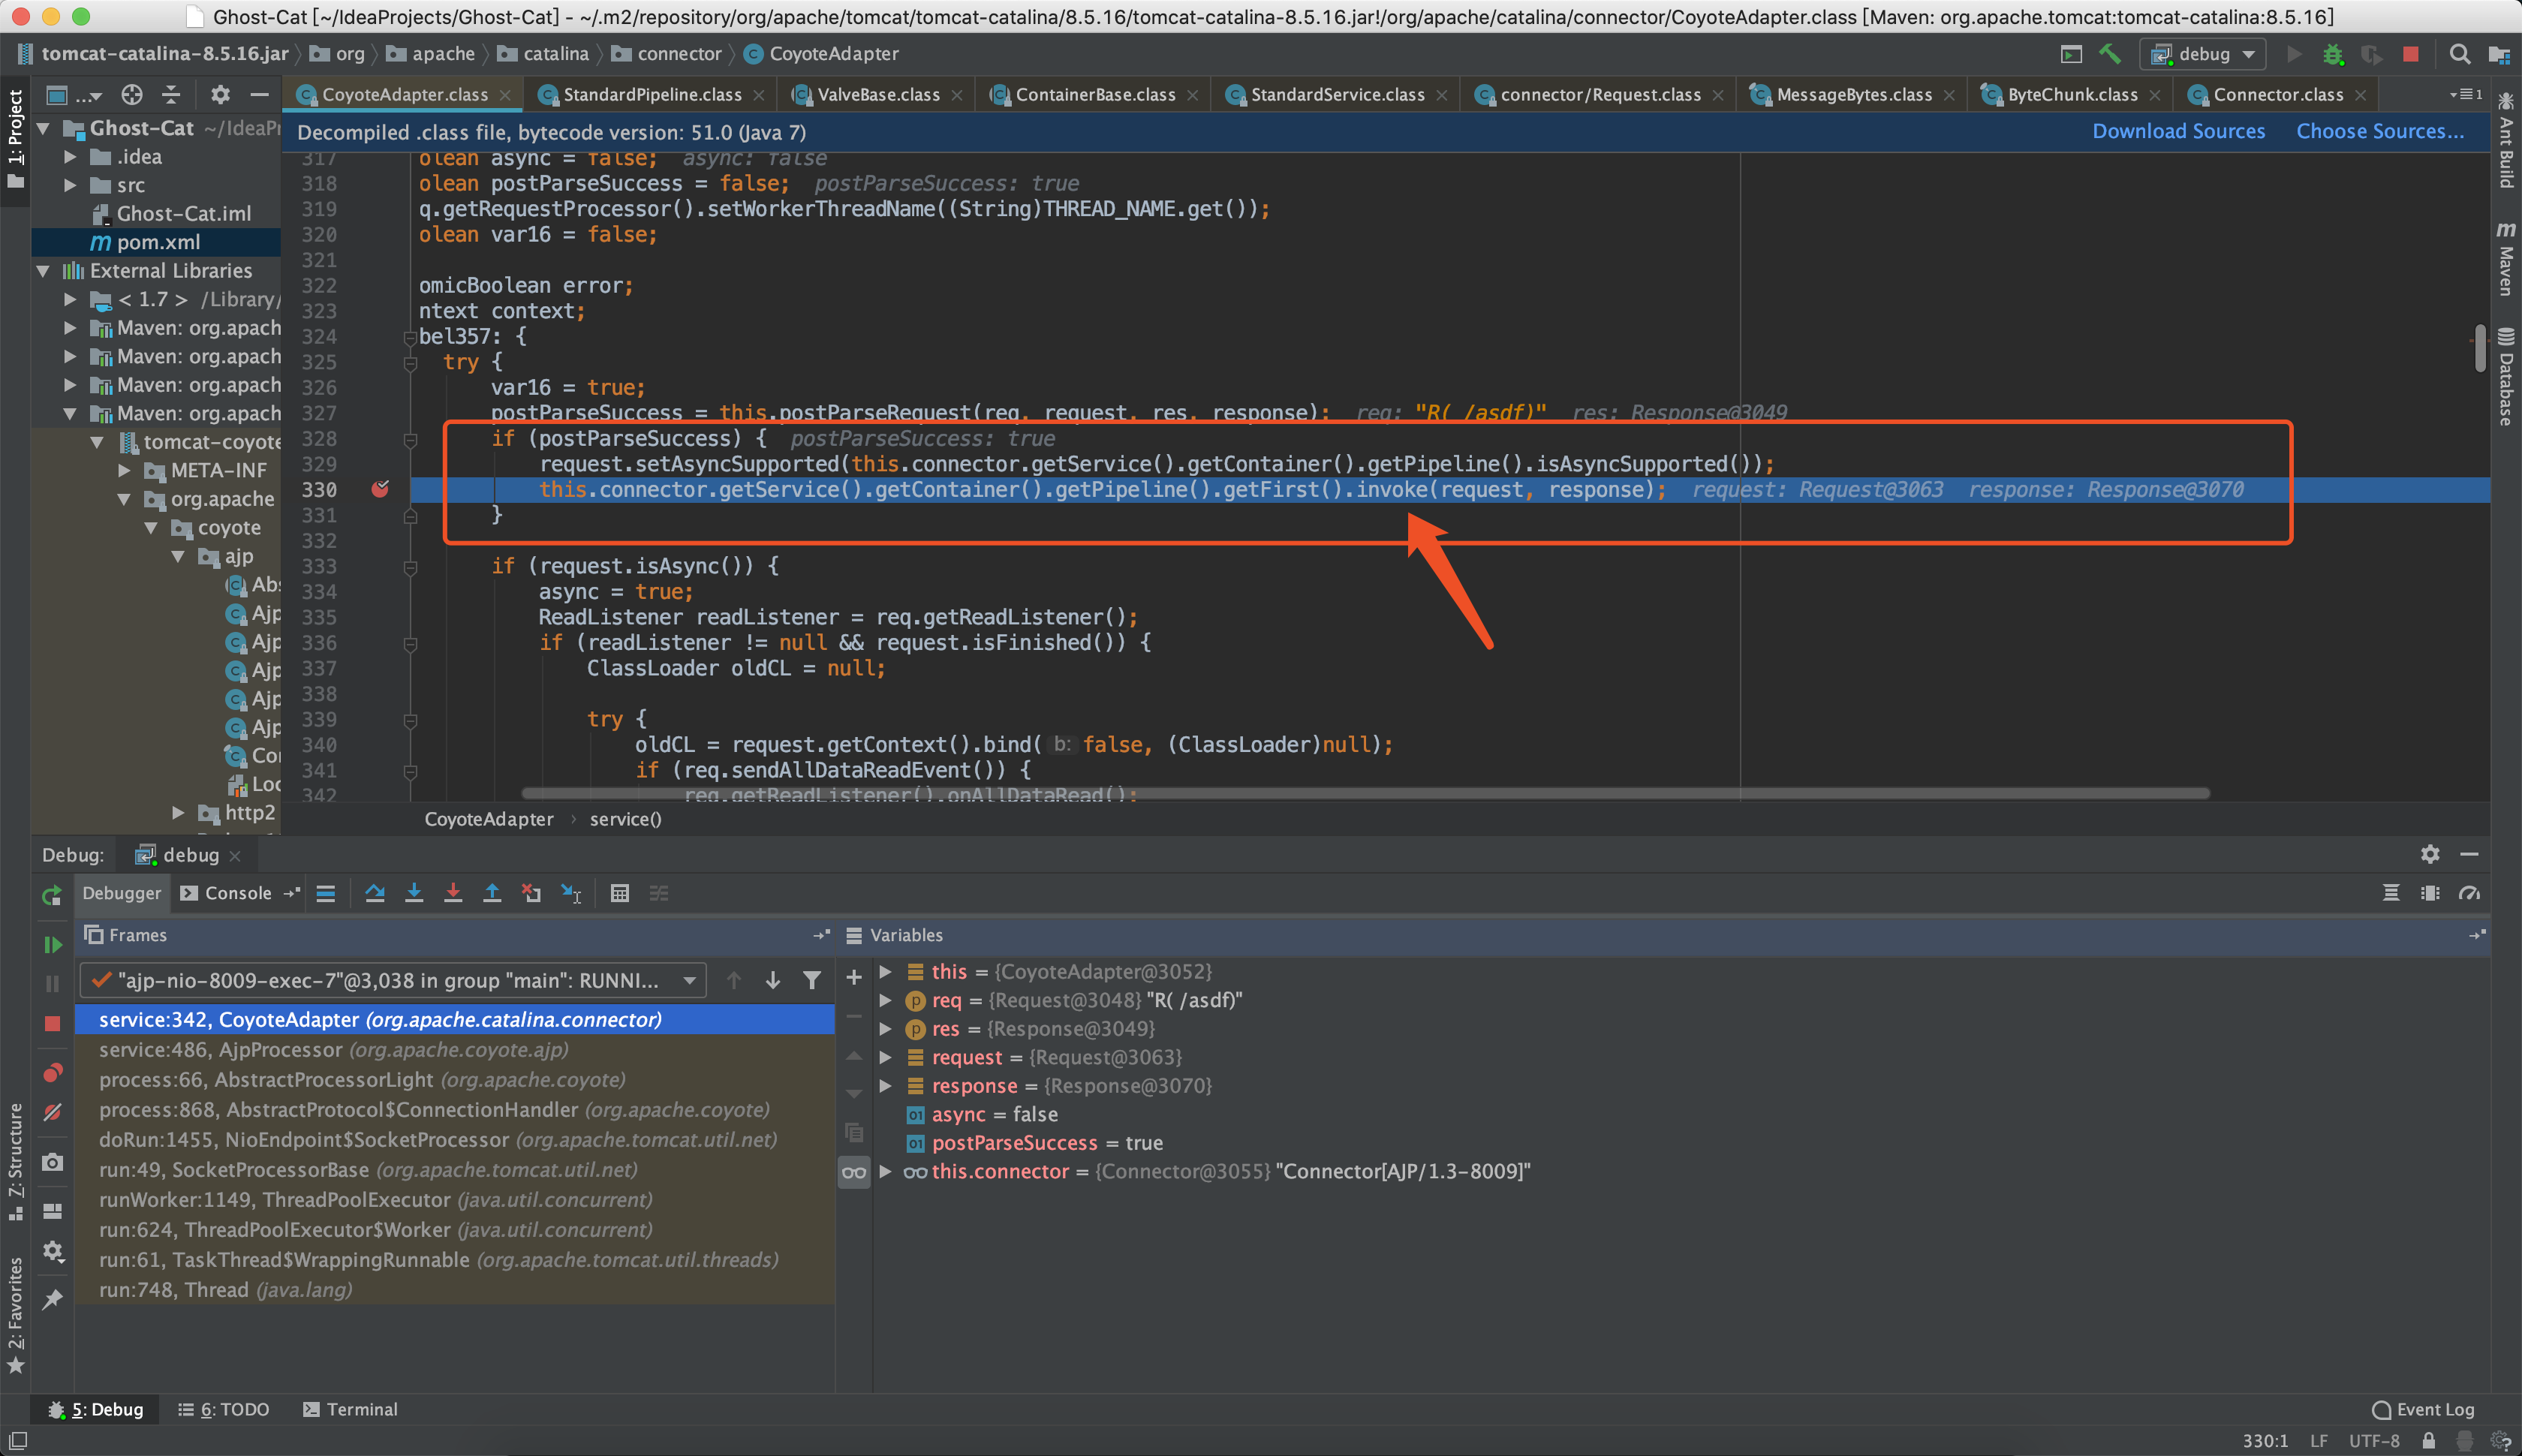 Ghost-Cat [~/IdeaProjects/Ghost-Cat] - ~/.m2/repository/org/apache/tomcat/tomcat-catalina/8.5.16/tomcat-catalina-8.5.16.jar!/org/apache/catalina/connector/CoyoteAdapter.class [Maven: org.apache.tomcat:tomcat-catalina:8.5.16]
tomcat-catalina-8.5.16.jar org apache catalina connector CoyoteAdapter debug
... CoyoteAdapter.class StandardPipeline.class ValveBase.class ContainerBase.class StandardService.class connector/Request.class MessageBytes.class ByteChunk.class Connector.class 1
1: Project
Ghost-Cat ~/IdeaPr
.idea
src
Ghost-Cat.iml
pom.xml
External Libraries
< 1.7 > /Library/
Maven: org.apach
Maven: org.apach
Maven: org.apach
Maven: org.apach
tomcat-coyote
META-INF
org.apache
coyote
ajp
Abs
Ajp
Ajp
Ajp
Ajp
Ajp
Cor
Loc
http2
Decompiled .class file, bytecode version: 51.0 (Java 7) Download Sources Choose Sources...
317 olean async = false; async: false
318 olean postParseSuccess = false; postParseSuccess: true
319 q.getRequestProcessor().setWorkerThreadName((String)THREAD_NAME.get());
320 olean var16 = false;
321
322 omicBoolean error;
323 ntext context;
324 bel357: {
325 try {
326 var16 = true;
327 postParseSuccess = this.postParseRequest(req, request, res, response); req: "R( /asdf)" res: Response@3049
328 if (postParseSuccess) { postParseSuccess: true
329 request.setAsyncSupported(this.connector.getService().getContainer().getPipeline().isAsyncSupported());
330 this.connector.getService().getContainer().getPipeline().getFirst().invoke(request, response); request: Request@3063 response: Response@3070
331 }
332
333 if (request.isAsync()) {
334 async = true;
335 ReadListener readListener = req.getReadListener();
336 if (readListener != null && request.isFinished()) {
337 ClassLoader oldCL = null;
338
339 try {
340 oldCL = request.getContext().bind( b: false, (ClassLoader)null);
341 if (req.sendAllDataReadEvent()) {
342 req.getReadListener().onAllDataRead();
CoyoteAdapter service()
Ant Build
Maven
Database
Debug: debug
Debugger Console
Frames
"ajp-nio-8009-exec-7"@3,038 in group "main": RUNNI...
service:342, CoyoteAdapter (org.apache.catalina.connector)
service:486, AjpProcessor (org.apache.coyote.ajp)
process:66, AbstractProcessorLight (org.apache.coyote)
process:868, AbstractProtocol$ConnectionHandler (org.apache.coyote)
doRun:1455, NioEndpoint$SocketProcessor (org.apache.tomcat.util.net)
run:49, SocketProcessorBase (org.apache.tomcat.util.net)
runWorker:1149, ThreadPoolExecutor (java.util.concurrent)
run:624, ThreadPoolExecutor$Worker (java.util.concurrent)
run:61, TaskThread$WrappingRunnable (org.apache.tomcat.util.threads)
run:748, Thread (java.lang)
Variables
this = {CoyoteAdapter@3052}
req = {Request@3048} "R( /asdf)"
res = {Response@3049}
request = {Request@3063}
response = {Response@3070}
async = false
postParseSuccess = true
this.connector = {Connector@3055} "Connector[AJP/1.3-8009]"
Z: Structure
2: Favorites
5: Debug 6: TODO Terminal Event Log
330:1 LF UTF-8